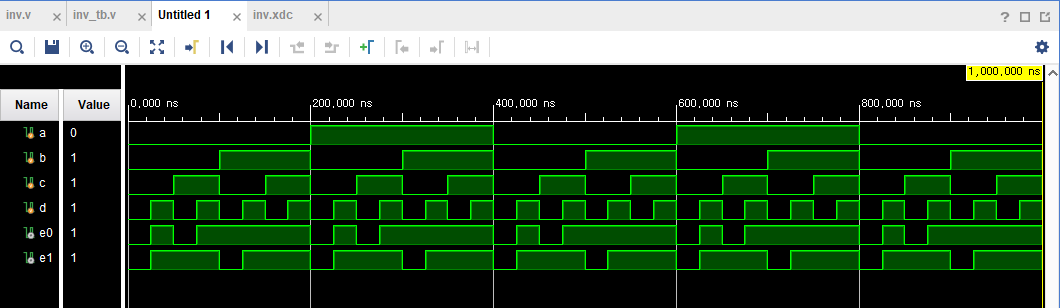 inv.v × inv_tb.v × Untitled 1 × inv.xdc ×
1,000,000 ns
Name Value 0,000 ns 200,000 ns 400,000 ns 600,000 ns 800,000 ns
a 0
b 1
c 1
d 1
e0 1
e1 1